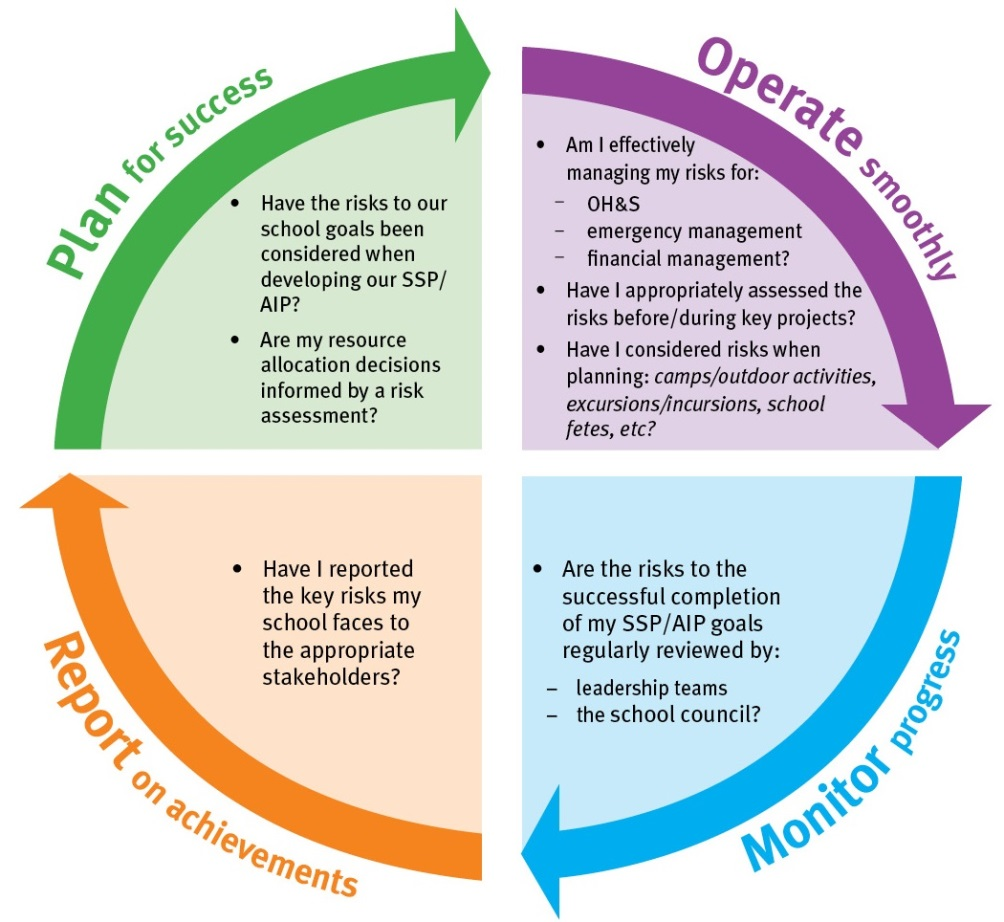 Plan for success
• Have the risks to our
school goals been
considered when
developing our SSP/
AIP?
• Are my resource
allocation decisions
informed by a risk
assessment?
Operate smoothly
• Am I effectively
managing my risks for:
– OH&S
– emergency management
– financial management?
• Have I appropriately assessed the
risks before/during key projects?
• Have I considered risks when
planning: camps/outdoor activities,
excursions/incursions, school
fetes, etc?
Monitor progress
• Are the risks to the
successful completion
of my SSP/AIP goals
regularly reviewed by:
– leadership teams
– the school council?
Report on achievements
• Have I reported
the key risks my
school faces to
the appropriate
stakeholders?